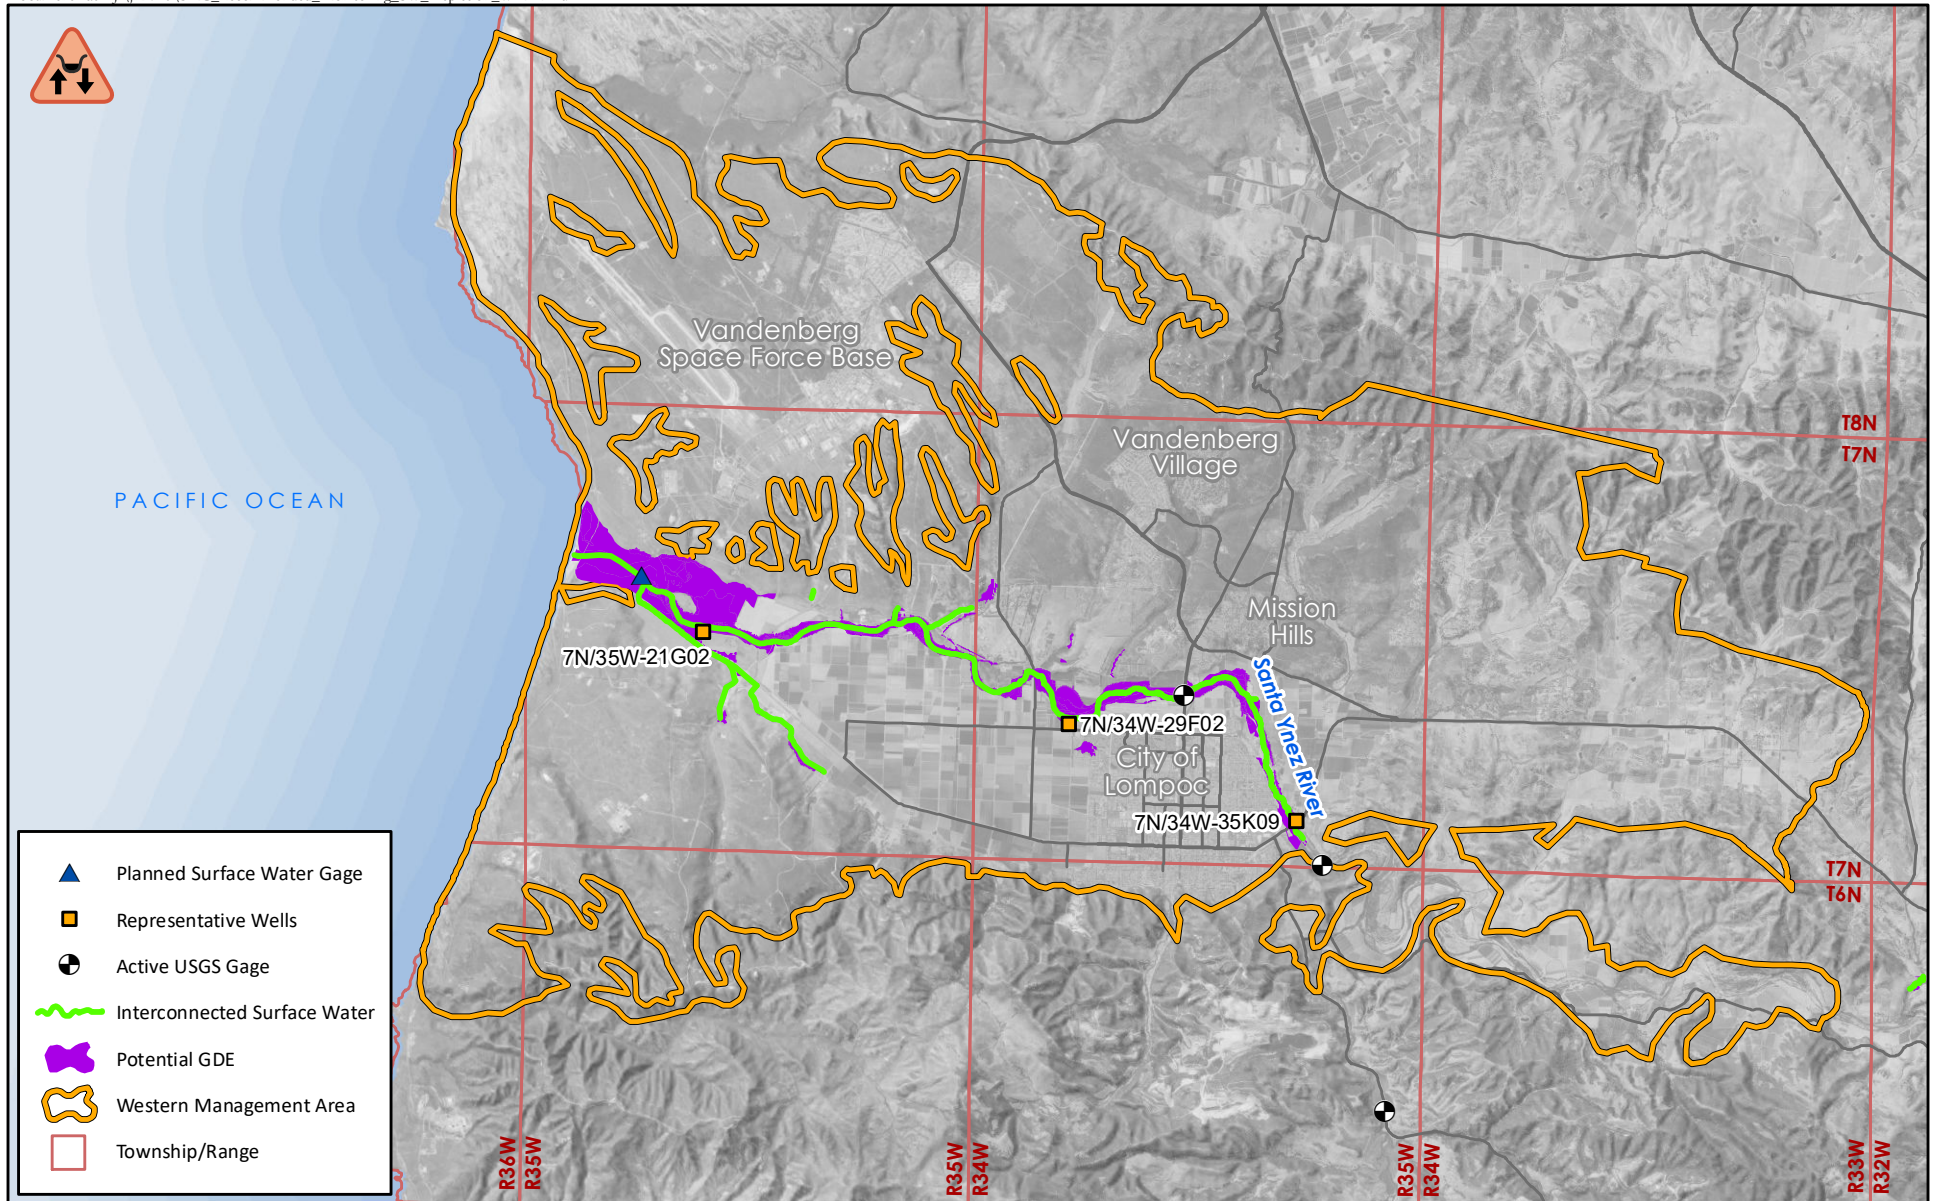 Vandenberg
Space Force Base
T8N
T7N
Vandenberg
Village
PACIFIC OCEAN
Mission
Hills
7N/35W-21G02
Santa Ynez River
7N/34W-29F02
City of
Lompoc
7N/34W-35K09
T7N
T6N
Planned Surface Water Gage
Representative Wells
Active USGS Gage
Interconnected Surface Water
Potential GDE
Western Management Area
Township/Range
R36W
R35W
R35W
R34W
R35W
R34W
R33W
R32W